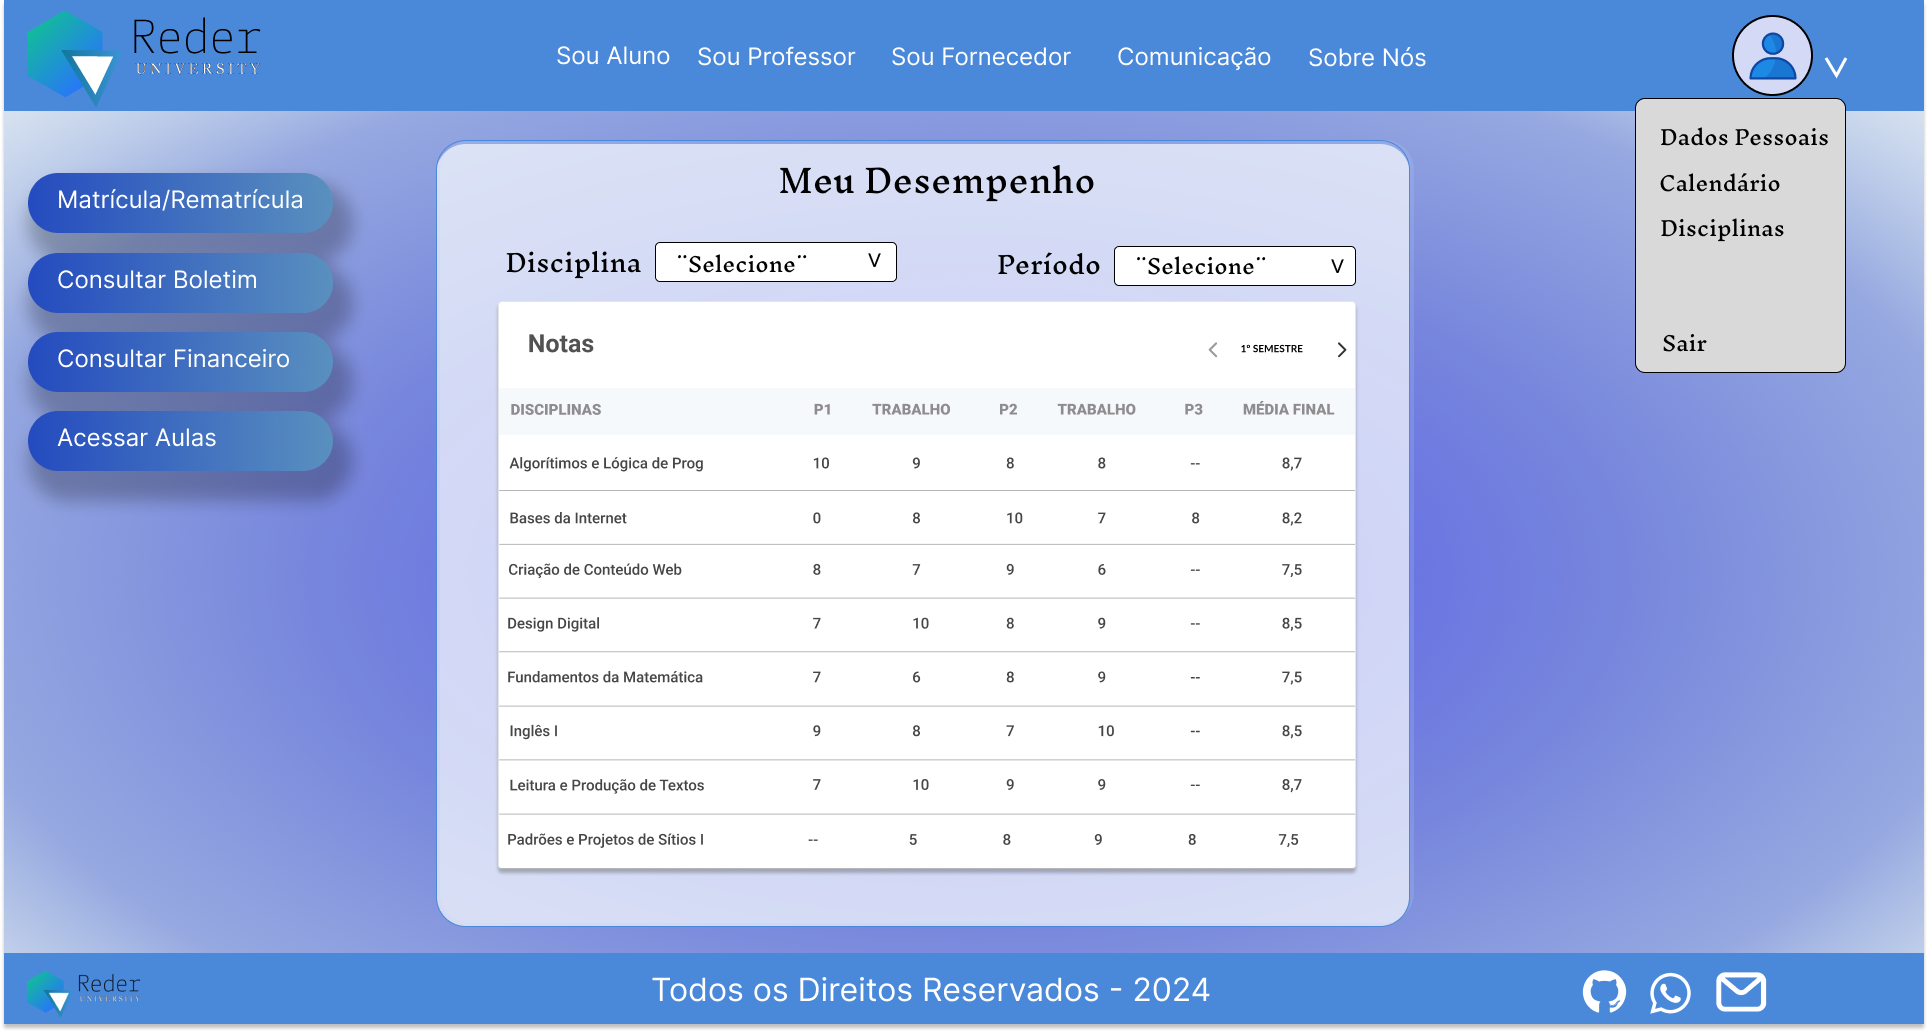 Reder
UNIVERSITY
Sou Aluno Sou Professor Sou Fornecedor Comunicação Sobre Nós
V
Dados Pessoais
Calendário
Disciplinas
Sair
Matrícula/Rematrícula
Consultar Boletim
Consultar Financeiro
Acessar Aulas
Meu Desempenho
Disciplina ¨Selecione¨ V Período ¨Selecione¨ V
Notas < 1º SEMESTRE >
DISCIPLINAS P1 TRABALHO P2 TRABALHO P3 MÉDIA FINAL
Algorítimos e Lógica de Prog 10 9 8 8 -- 8,7
Bases da Internet 0 8 10 7 8 8,2
Criação de Conteúdo Web 8 7 9 6 -- 7,5
Design Digital 7 10 8 9 -- 8,5
Fundamentos da Matemática 7 6 8 9 -- 7,5
Inglês I 9 8 7 10 -- 8,5
Leitura e Produção de Textos 7 10 9 9 -- 8,7
Padrões e Projetos de Sítios I -- 5 8 9 8 7,5
Reder
UNIVERSITY
Todos os Direitos Reservados - 2024